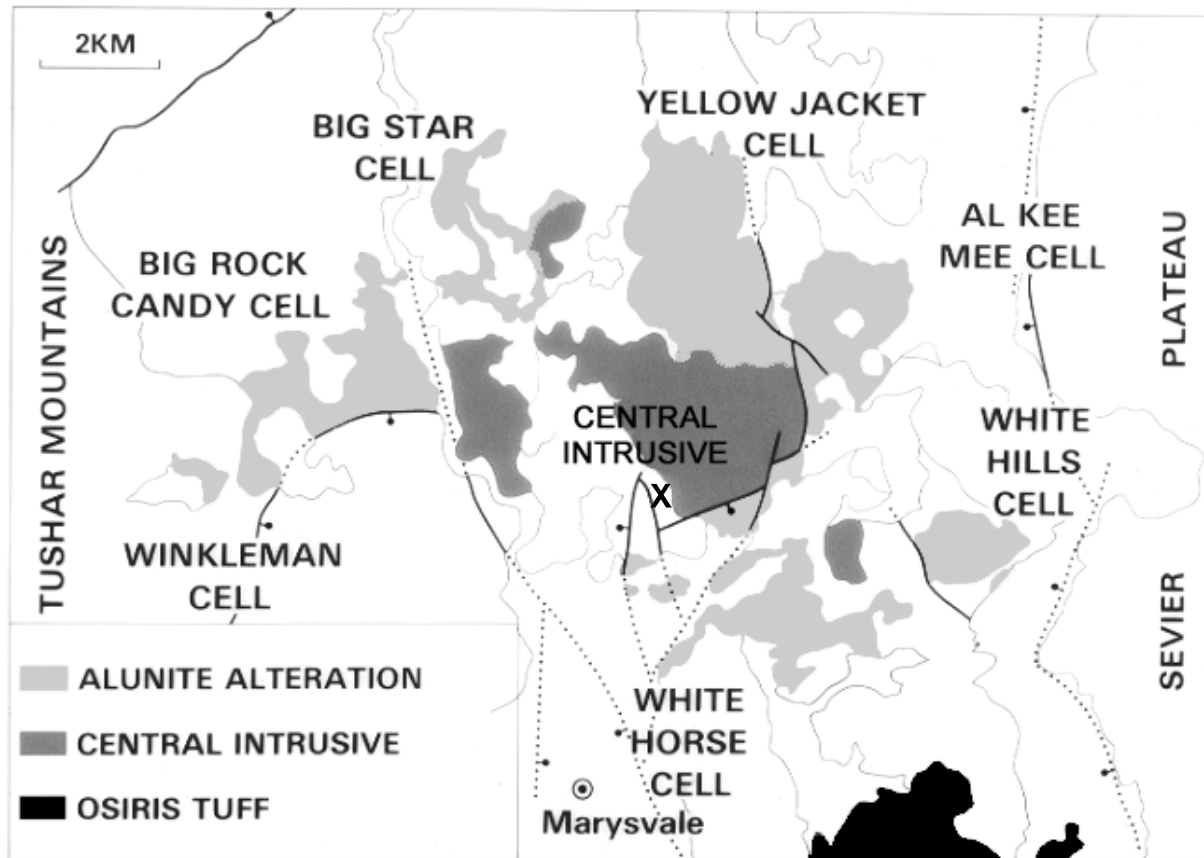 2KM
BIG STAR
CELL
YELLOW JACKET
CELL
AL KEE
MEE CELL
BIG ROCK
CANDY CELL
TUSHAR MOUNTAINS
PLATEAU
CENTRAL
INTRUSIVE
X
WHITE
HILLS
CELL
WINKLEMAN
CELL
SEVIER
WHITE
HORSE
CELL
Marysvale
ALUNITE ALTERATION
CENTRAL INTRUSIVE
OSIRIS TUFF